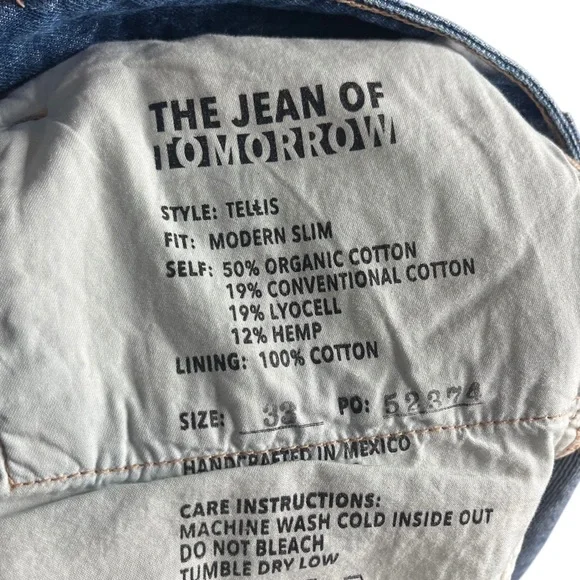 THE JEAN OF
TOMORROW
STYLE: TELLIS
FIT: MODERN SLIM
SELF: 50% ORGANIC COTTON
19% CONVENTIONAL COTTON
19% LYOCELL
12% HEMP
LINING: 100% COTTON
SIZE: 32 PO: 52374
HANDCRAFTED IN MEXICO
CARE INSTRUCTIONS:
MACHINE WASH COLD INSIDE OUT
DO NOT BLEACH
TUMBLE DRY LOW